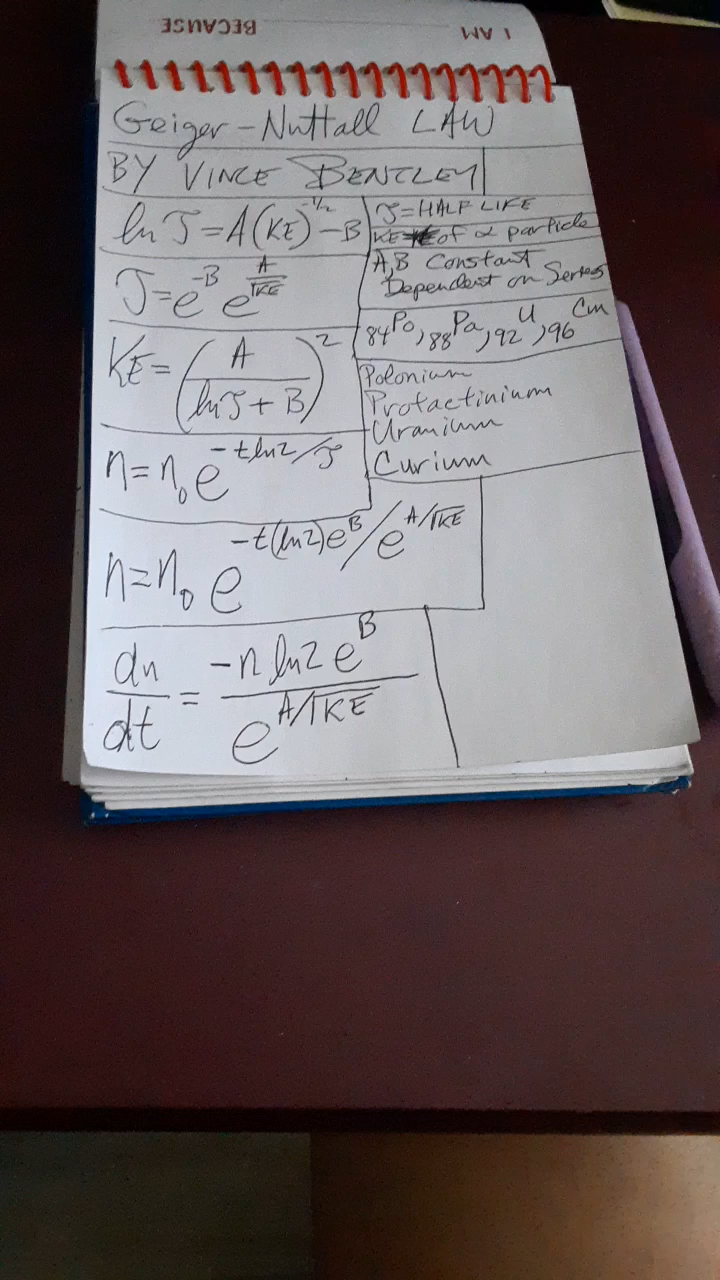 I AM BECAUSE
Geiger-Nuttall LAW
BY VINCE BENTLEY
ln τ = A(KE)^(-1/2) - B
τ = HALF LIKE
KE of α particle
A,B Constant
Dependent on Series
τ = e^(-B) e^(A/√KE)
₈₄Po, ₈₈Pa, ₉₂U, ₉₆Cm
KE = (A/(ln τ + B))²
Polonium
Protactinium
Uranium
Curium
n = n₀e^(-t ln2/τ)
n = n₀ e^(-t(ln2)e^B/e^(A/√KE))
dn/dt = -n ln2 e^B / e^(A/√KE)